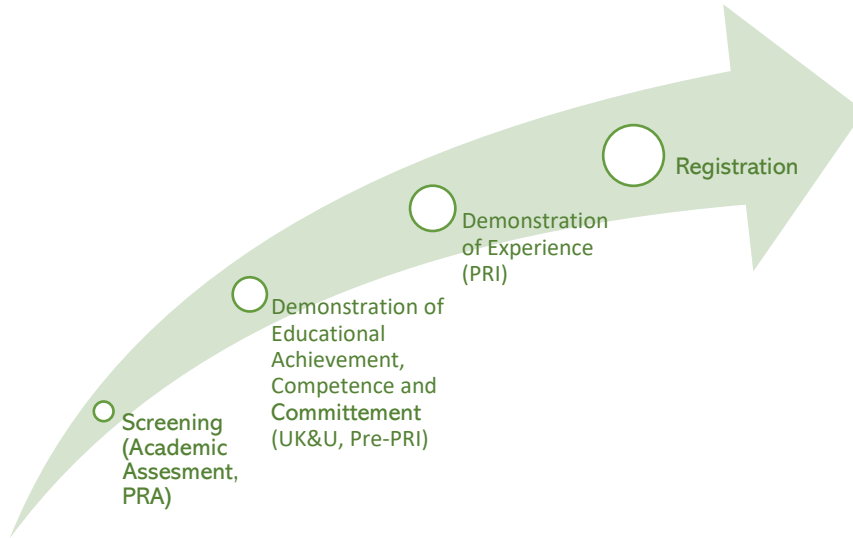 Screening
(Academic
Assesment,
PRA)
Demonstration of
Educational
Achievement,
Competence and
Committement
(UK&U, Pre-PRI)
Demonstration
of Experience
(PRI)
Registration